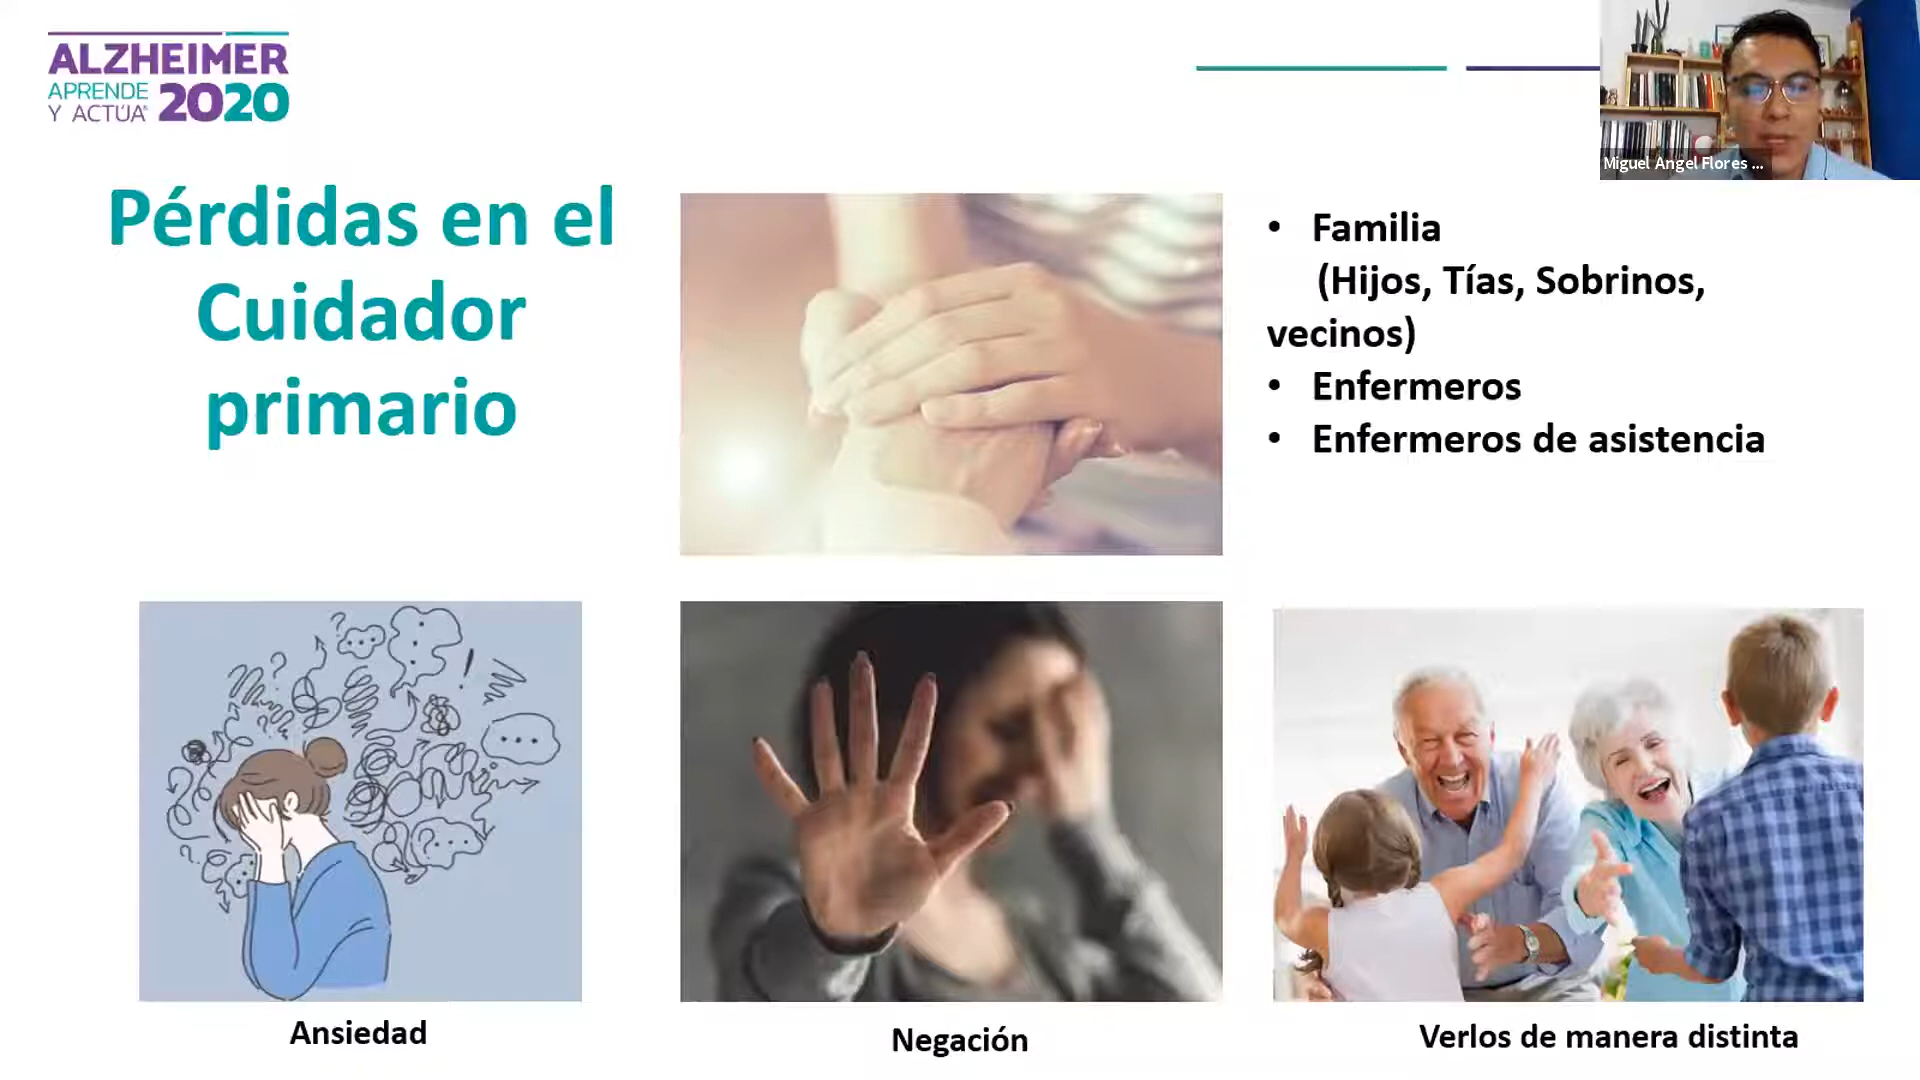 ALZHEIMER
APRENDE
Y ACTÚA® 2020
Miguel Angel Flores ...
Pérdidas en el
Cuidador
primario
• Familia
(Hijos, Tías, Sobrinos,
vecinos)
• Enfermeros
• Enfermeros de asistencia
Ansiedad
Negación
Verlos de manera distinta